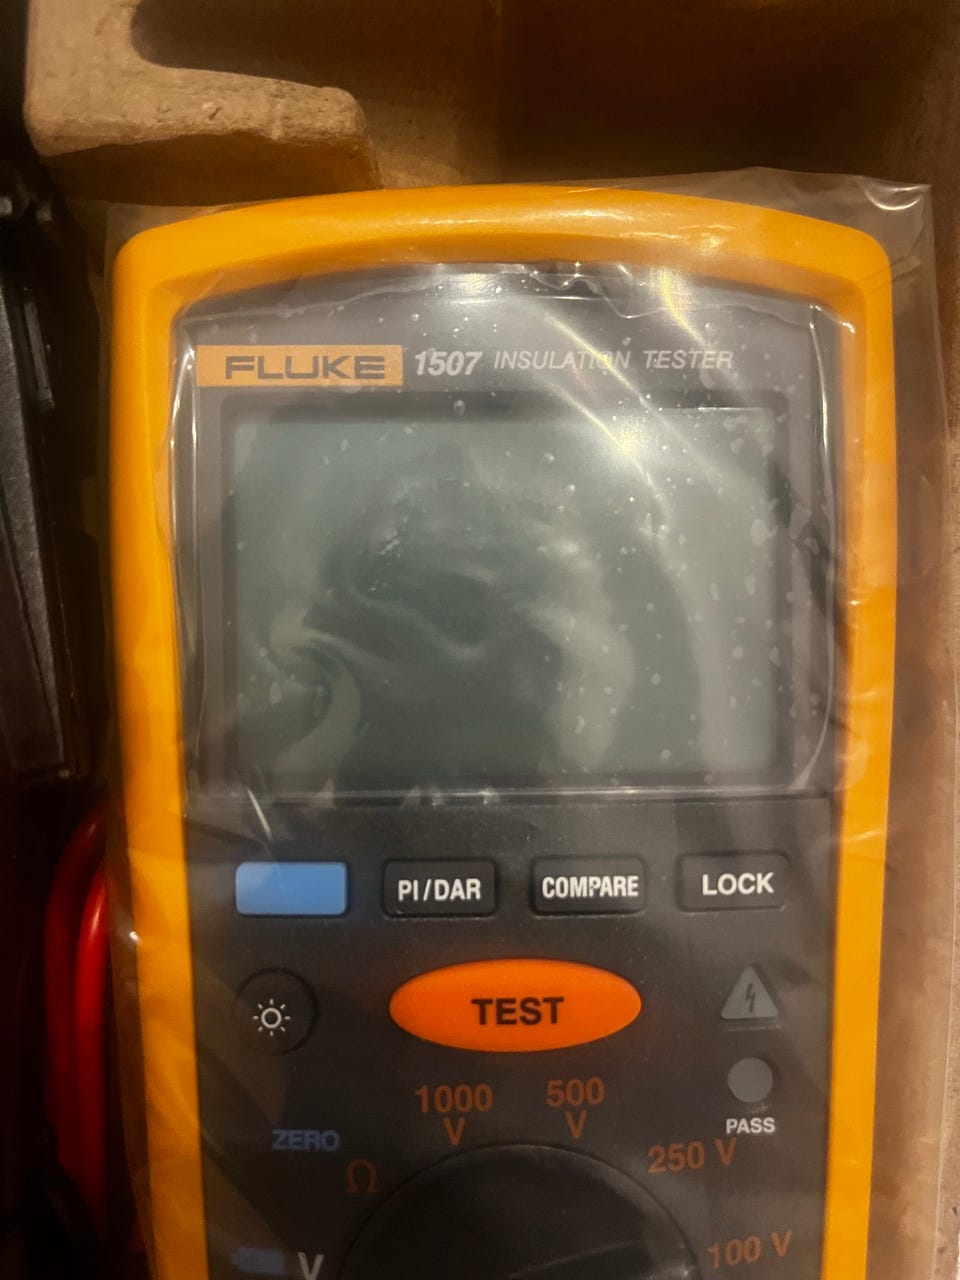 FLUKE 1507 INSULATION TESTER
PI/DAR COMPARE LOCK
TEST
1000 V
500 V
PASS
ZERO
Ω
250 V
100 V
V